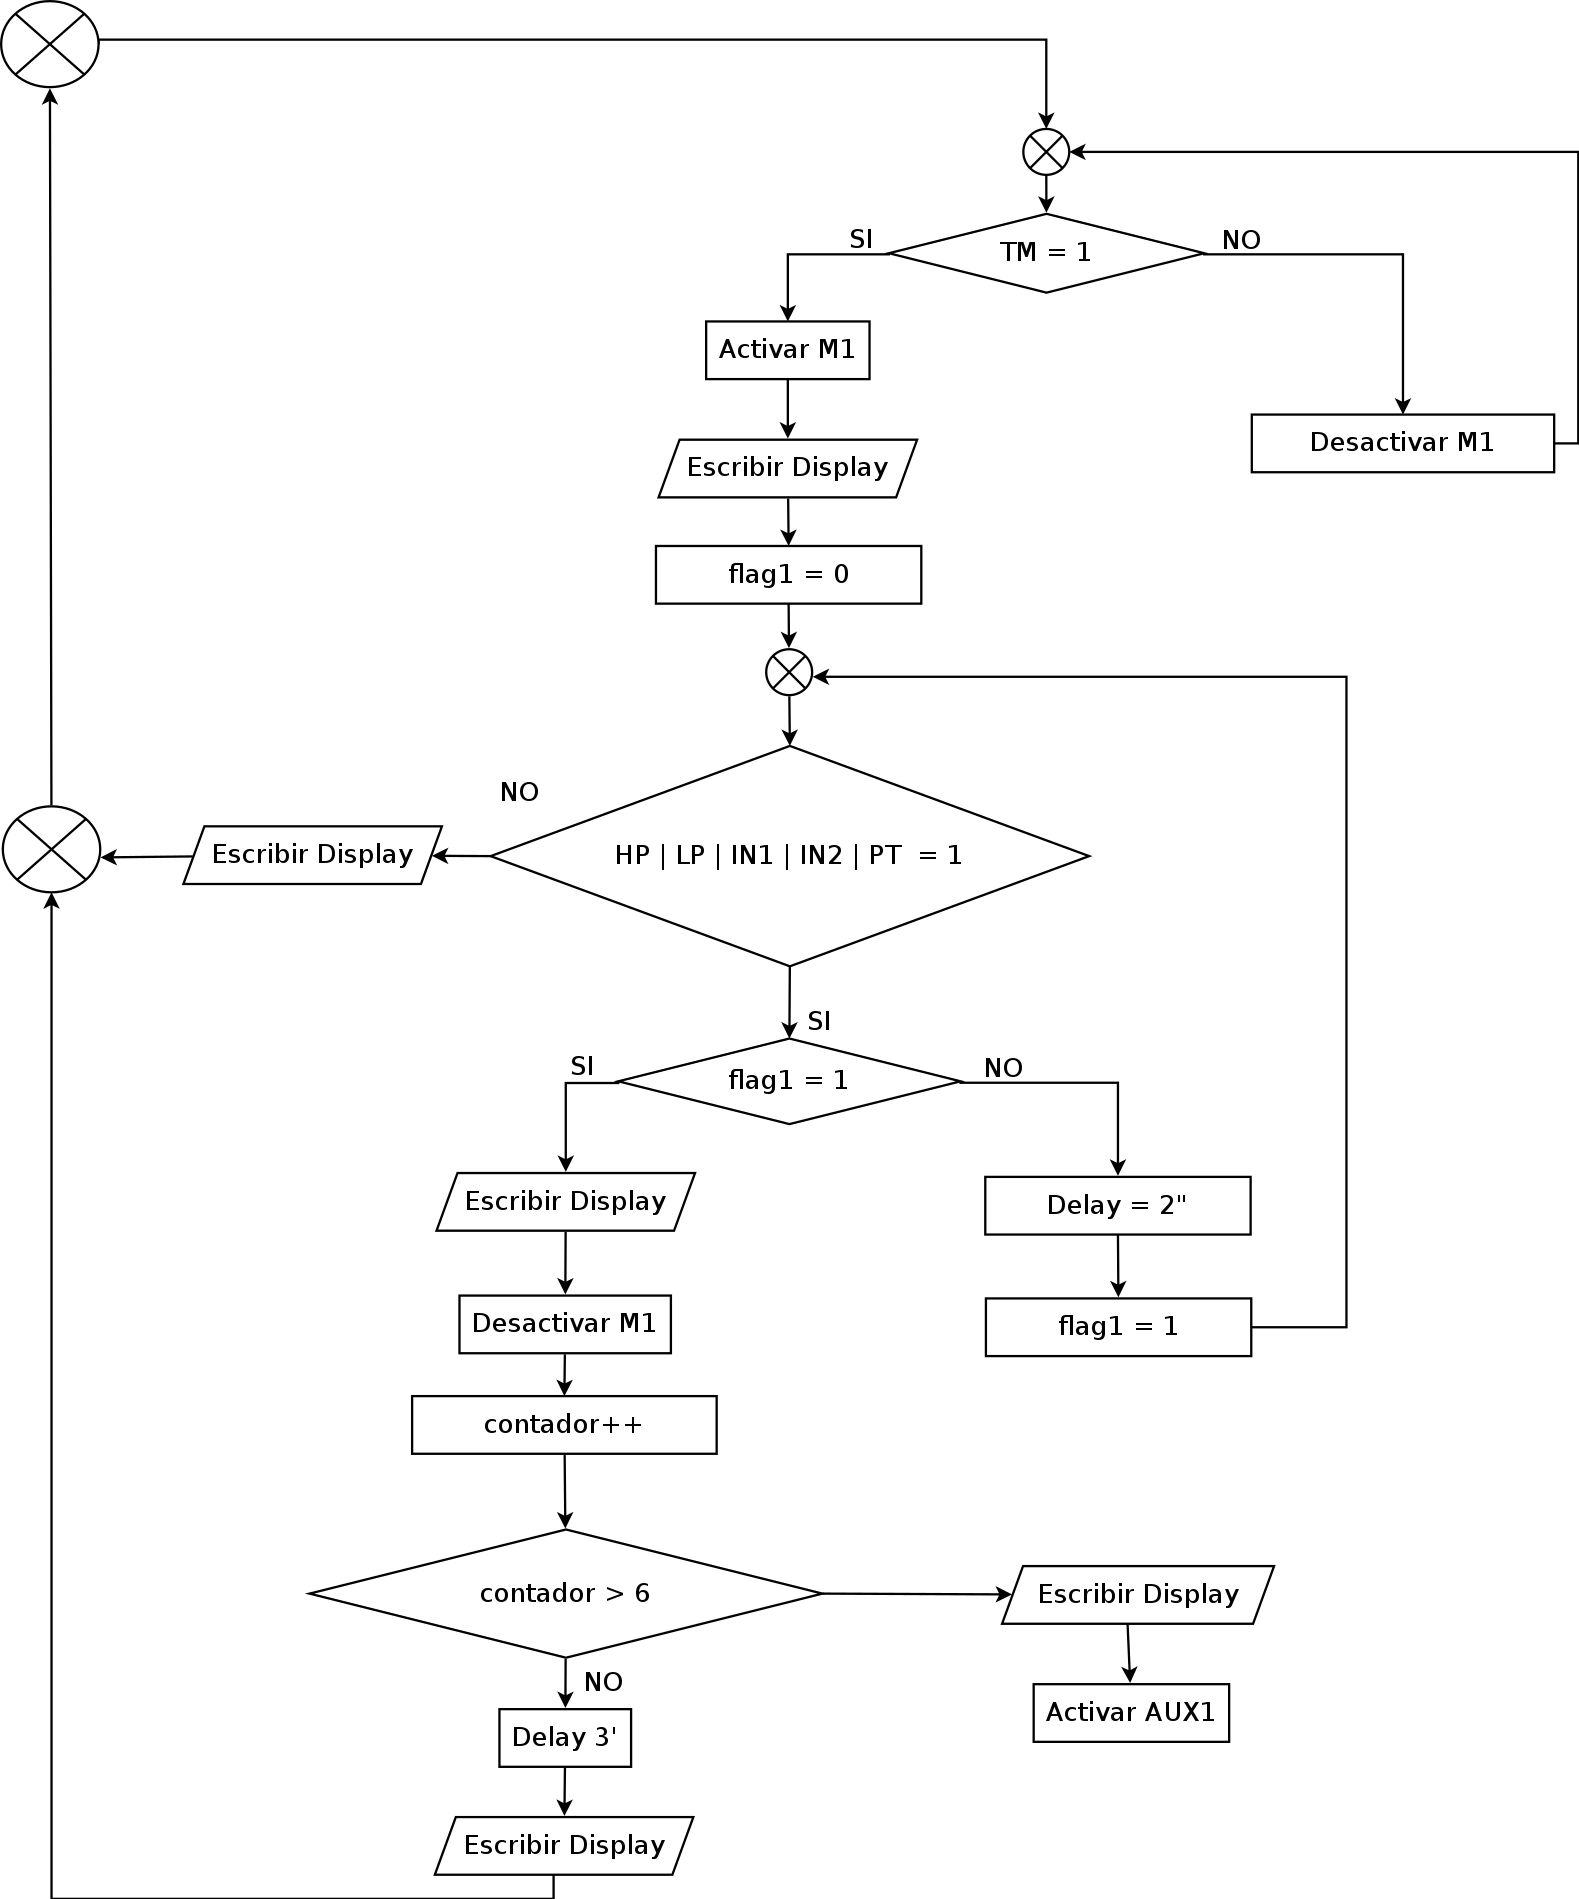 SI
TM = 1
NO
Activar M1
Desactivar M1
Escribir Display
flag1 = 0
NO
Escribir Display
HP | LP | IN1 | IN2 | PT  = 1
SI
SI
flag1 = 1
NO
Escribir Display
Delay = 2"
Desactivar M1
flag1 = 1
contador++
contador > 6
Escribir Display
NO
Activar AUX1
Delay 3'
Escribir Display